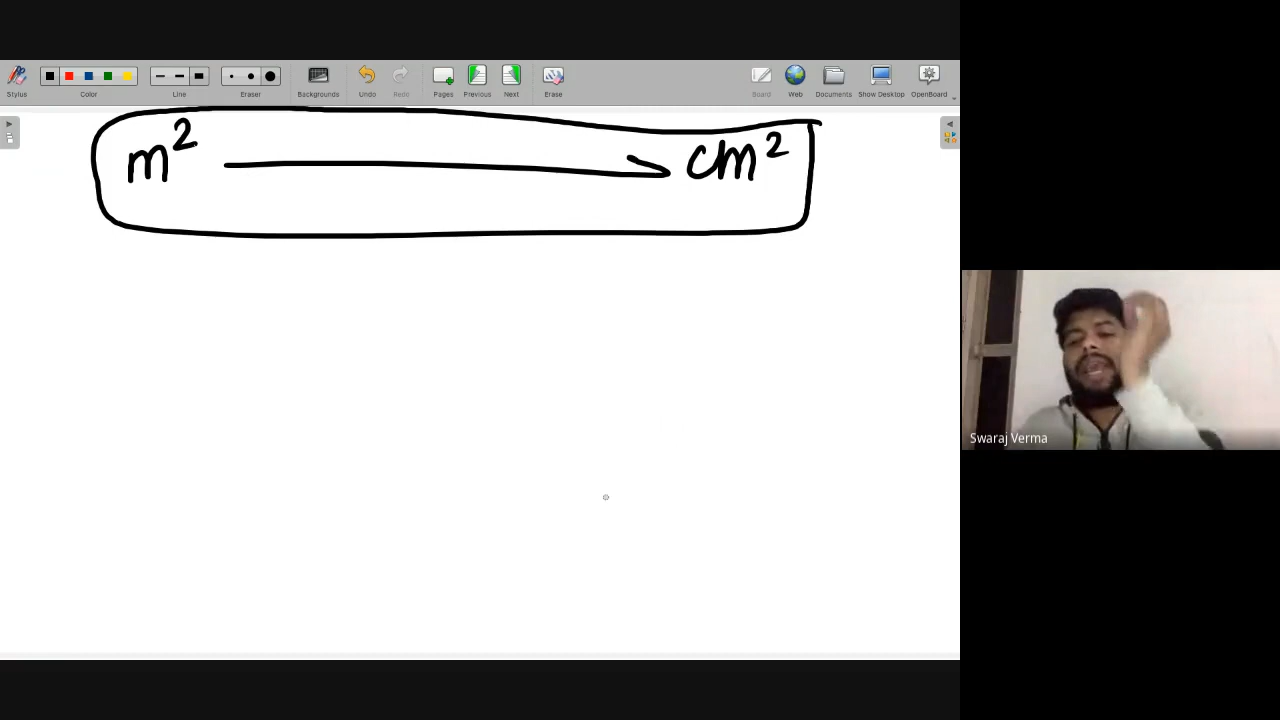 Stylus
Color
Line
Eraser
Backgrounds
Undo
Redo
Pages
Previous
Next
Erase
Board
Web
Documents
Show Desktop
OpenBoard
m² → cm²
Swaraj Verma